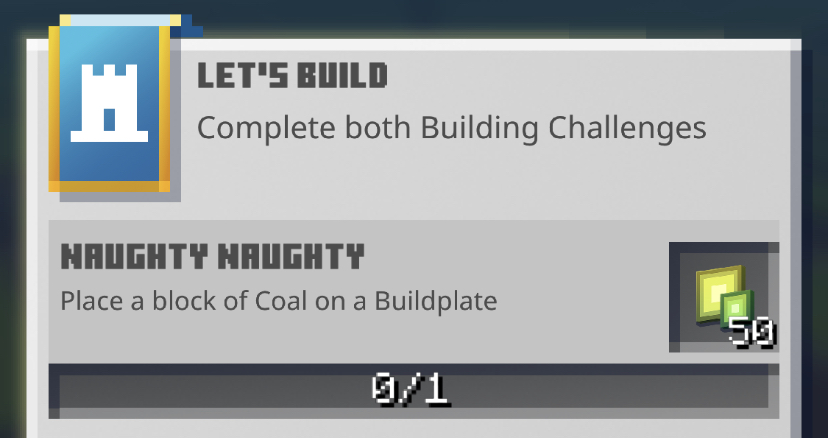 LET'S BUILD
Complete both Building Challenges
NAUGHTY NAUGHTY
Place a block of Coal on a Buildplate
50
0/1